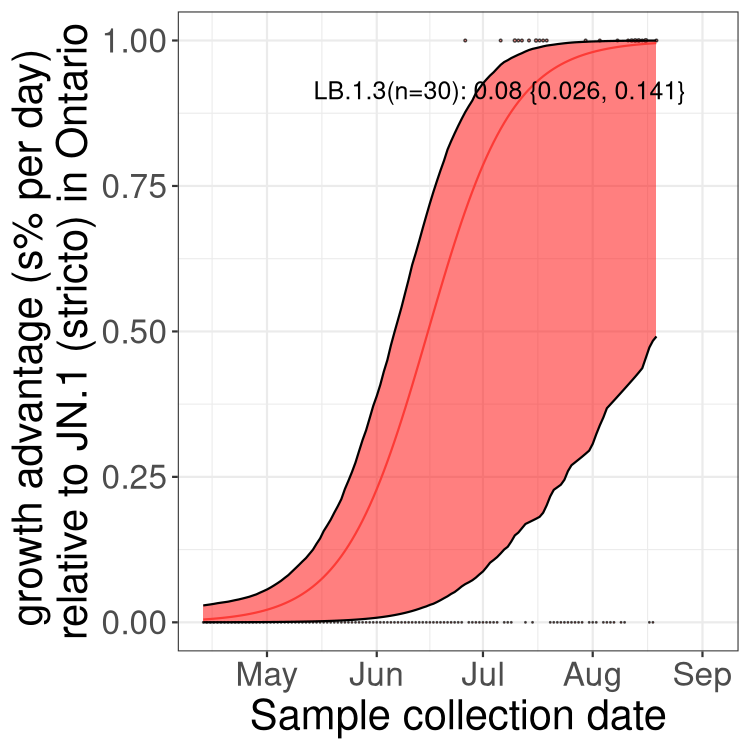 growth advantage (s% per day)
relative to JN.1 (stricto) in Ontario
1.00
0.75
0.50
0.25
0.00
LB.1.3(n=30): 0.08 {0.026, 0.141}
May Jun Jul Aug Sep
Sample collection date